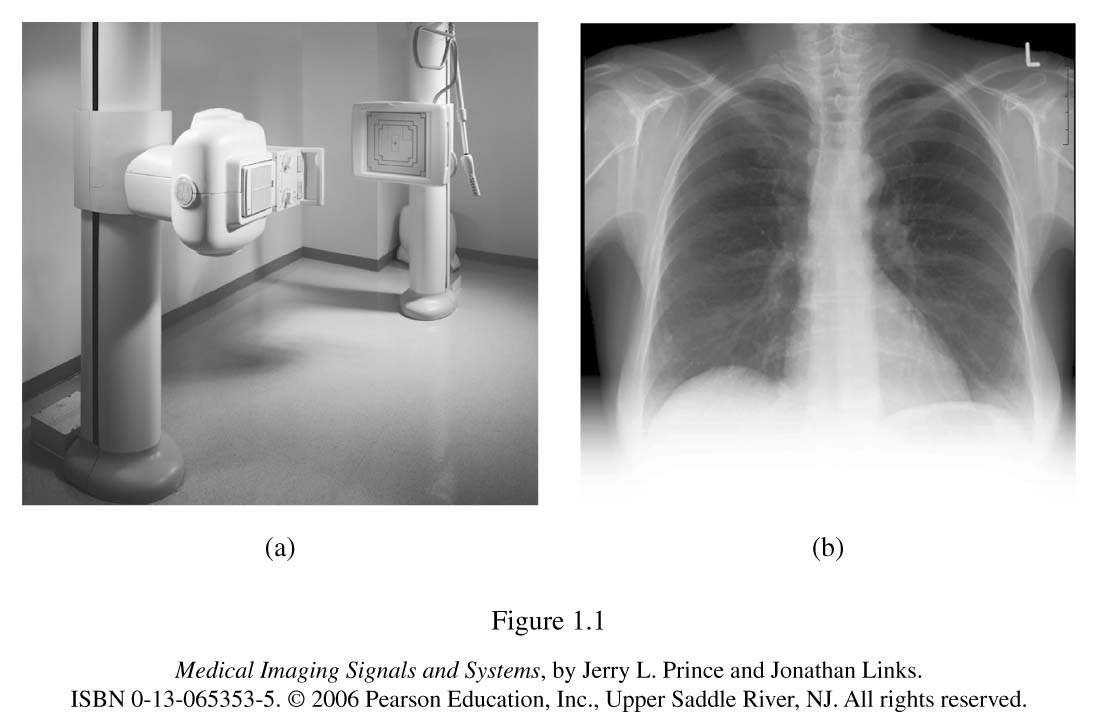 L
(a)
(b)
Figure 1.1
Medical Imaging Signals and Systems, by Jerry L. Prince and Jonathan Links.
ISBN 0-13-065353-5. © 2006 Pearson Education, Inc., Upper Saddle River, NJ. All rights reserved.